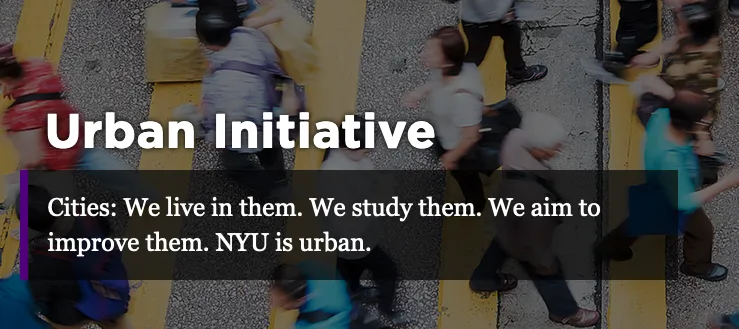 Urban Initiative
Cities: We live in them. We study them. We aim to
improve them. NYU is urban.